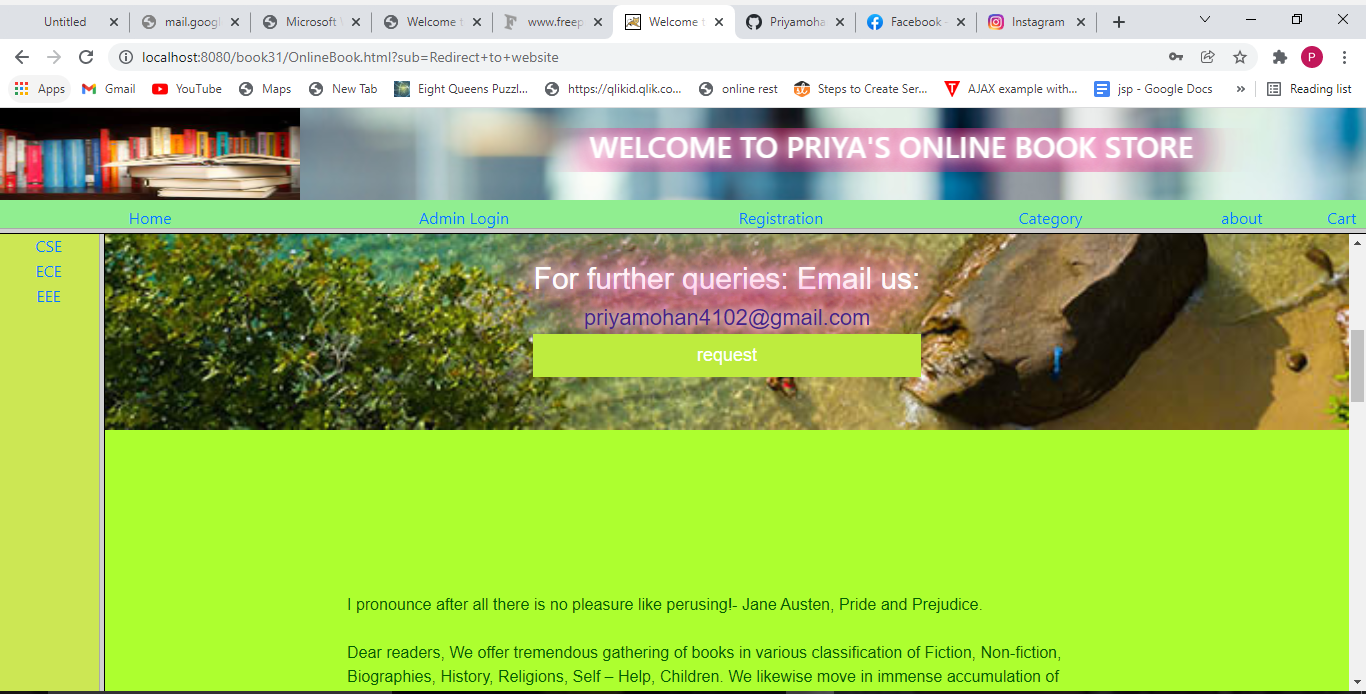 Untitled
mail.googl
Microsoft
Welcome t
www.freep
Welcome t
Priyamoha
Facebook -
Instagram
localhost:8080/book31/OnlineBook.html?sub=Redirect+to+website
P
Apps
Gmail
YouTube
Maps
New Tab
Eight Queens Puzzl...
https://qlikid.qlik.co...
online rest
Steps to Create Ser...
AJAX example with...
jsp - Google Docs
»
Reading list
WELCOME TO PRIYA'S ONLINE BOOK STORE
Home Admin Login Registration Category about Cart
CSE
ECE
EEE
For further queries: Email us:
priyamohan4102@gmail.com
request
I pronounce after all there is no pleasure like perusing!- Jane Austen, Pride and Prejudice.
Dear readers, We offer tremendous gathering of books in various classification of Fiction, Non-fiction,
Biographies, History, Religions, Self – Help, Children. We likewise move in immense accumulation of